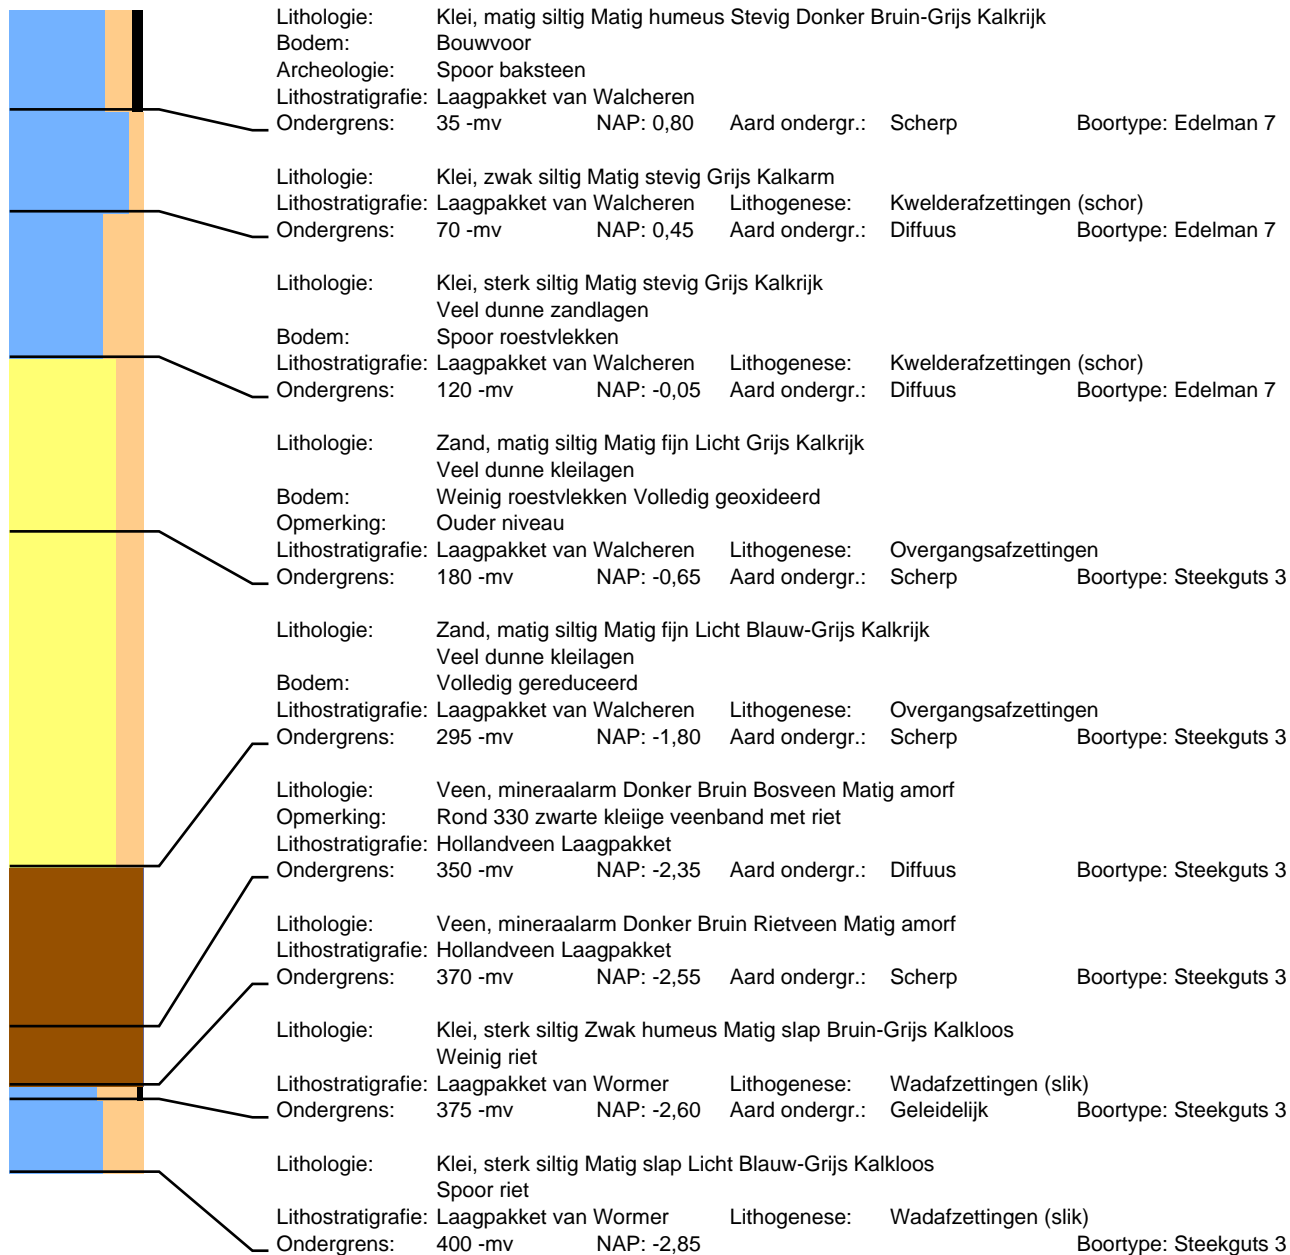 Lithologie: Klei, matig siltig Matig humeus Stevig Donker Bruin-Grijs Kalkrijk
Bodem: Bouwvoor
Archeologie: Spoor baksteen
Lithostratigrafie: Laagpakket van Walcheren
Ondergrens: 35 -mv NAP: 0,80 Aard ondergr.: Scherp Boortype: Edelman 7
Lithologie: Klei, zwak siltig Matig stevig Grijs Kalkarm
Lithostratigrafie: Laagpakket van Walcheren Lithogenese: Kwelderafzettingen (schor)
Ondergrens: 70 -mv NAP: 0,45 Aard ondergr.: Diffuus Boortype: Edelman 7
Lithologie: Klei, sterk siltig Matig stevig Grijs Kalkrijk
Veel dunne zandlagen
Bodem: Spoor roestvlekken
Lithostratigrafie: Laagpakket van Walcheren Lithogenese: Kwelderafzettingen (schor)
Ondergrens: 120 -mv NAP: -0,05 Aard ondergr.: Diffuus Boortype: Edelman 7
Lithologie: Zand, matig siltig Matig fijn Licht Grijs Kalkrijk
Veel dunne kleilagen
Bodem: Weinig roestvlekken Volledig geoxideerd
Opmerking: Ouder niveau
Lithostratigrafie: Laagpakket van Walcheren Lithogenese: Overgangsafzettingen
Ondergrens: 180 -mv NAP: -0,65 Aard ondergr.: Scherp Boortype: Steekguts 3
Lithologie: Zand, matig siltig Matig fijn Licht Blauw-Grijs Kalkrijk
Veel dunne kleilagen
Bodem: Volledig gereduceerd
Lithostratigrafie: Laagpakket van Walcheren Lithogenese: Overgangsafzettingen
Ondergrens: 295 -mv NAP: -1,80 Aard ondergr.: Scherp Boortype: Steekguts 3
Lithologie: Veen, mineraalarm Donker Bruin Bosveen Matig amorf
Opmerking: Rond 330 zwarte kleiige veenband met riet
Lithostratigrafie: Hollandveen Laagpakket
Ondergrens: 350 -mv NAP: -2,35 Aard ondergr.: Diffuus Boortype: Steekguts 3
Lithologie: Veen, mineraalarm Donker Bruin Rietveen Matig amorf
Lithostratigrafie: Hollandveen Laagpakket
Ondergrens: 370 -mv NAP: -2,55 Aard ondergr.: Scherp Boortype: Steekguts 3
Lithologie: Klei, sterk siltig Zwak humeus Matig slap Bruin-Grijs Kalkloos
Weinig riet
Lithostratigrafie: Laagpakket van Wormer Lithogenese: Wadafzettingen (slik)
Ondergrens: 375 -mv NAP: -2,60 Aard ondergr.: Geleidelijk Boortype: Steekguts 3
Lithologie: Klei, sterk siltig Matig slap Licht Blauw-Grijs Kalkloos
Spoor riet
Lithostratigrafie: Laagpakket van Wormer Lithogenese: Wadafzettingen (slik)
Ondergrens: 400 -mv NAP: -2,85 Boortype: Steekguts 3